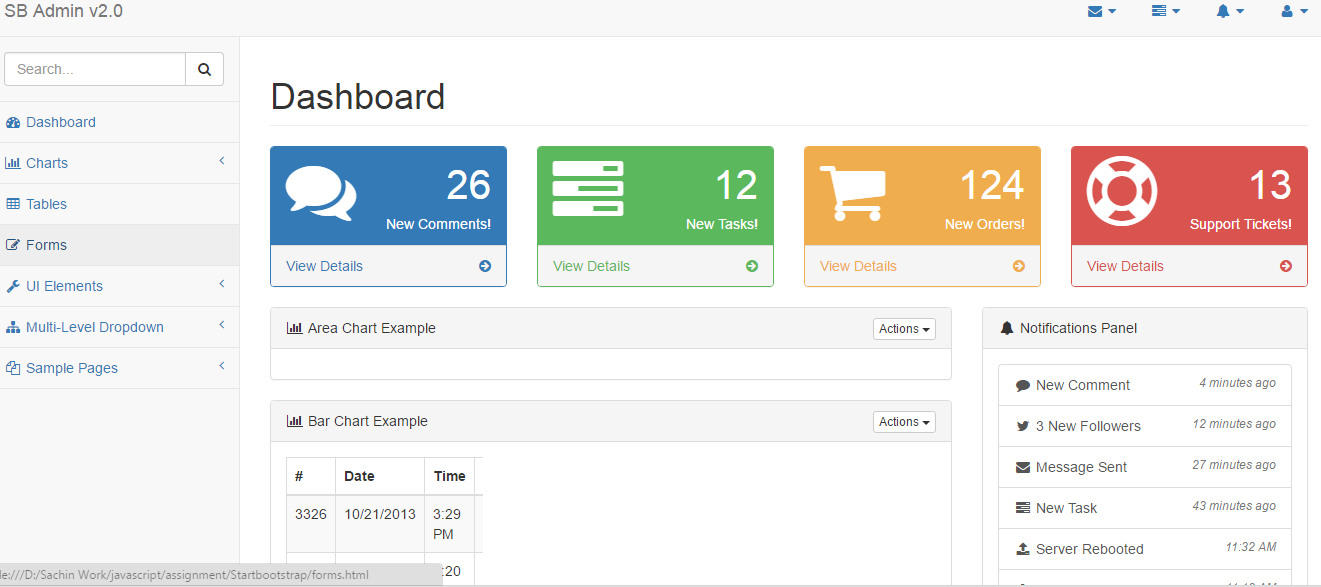 SB Admin v2.0
Search...
Dashboard
Charts
Tables
Forms
UI Elements
Multi-Level Dropdown
Sample Pages
Dashboard
26
New Comments!
View Details
12
New Tasks!
View Details
124
New Orders!
View Details
13
Support Tickets!
View Details
Area Chart Example
Actions
Bar Chart Example
Actions
# Date Time
3326 10/21/2013 3:29
PM
:20
Notifications Panel
New Comment 4 minutes ago
3 New Followers 12 minutes ago
Message Sent 27 minutes ago
New Task 43 minutes ago
Server Rebooted 11:32 AM
le:///D:/Sachin Work/javascript/assignment/Startbootstrap/forms.html